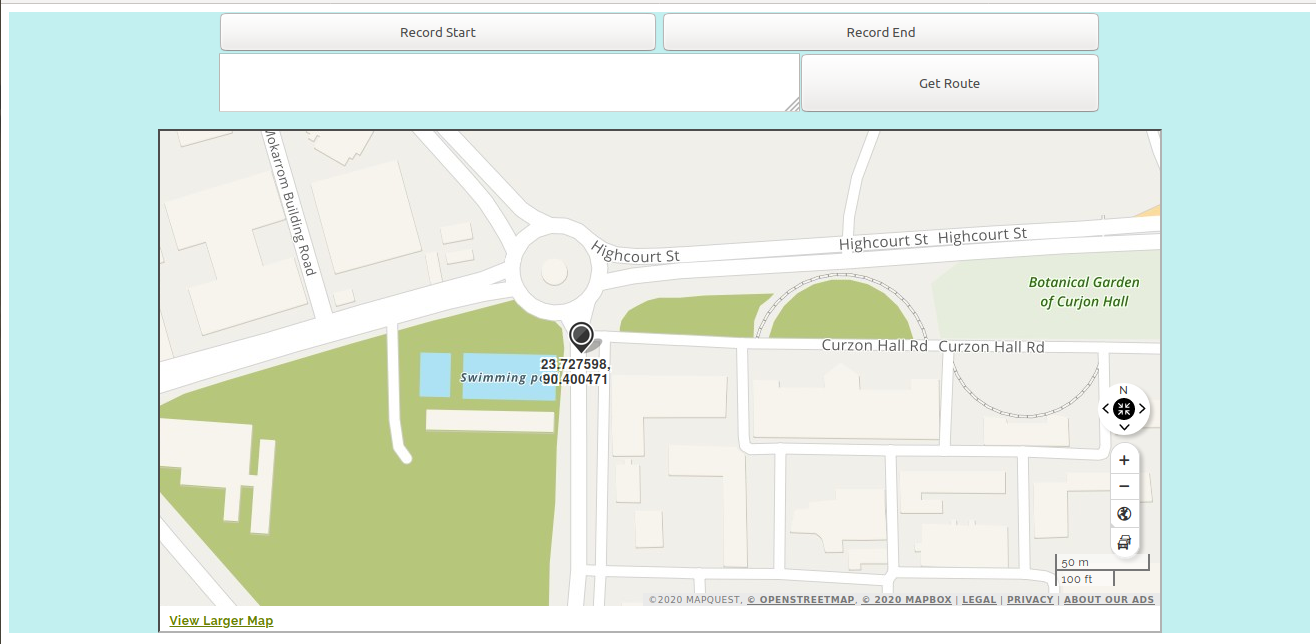 Record Start
Record End
Get Route
Mokarrom Building Road
Highcourt St
Highcourt St Highcourt St
Botanical Garden
of Curjon Hall
Curzon Hall Rd Curzon Hall Rd
23.727598,
90.400471
Swimming
N
+
−
50 m
100 ft
©2020 MAPQUEST, © OPENSTREETMAP, © 2020 MAPBOX | LEGAL | PRIVACY | ABOUT OUR ADS
View Larger Map